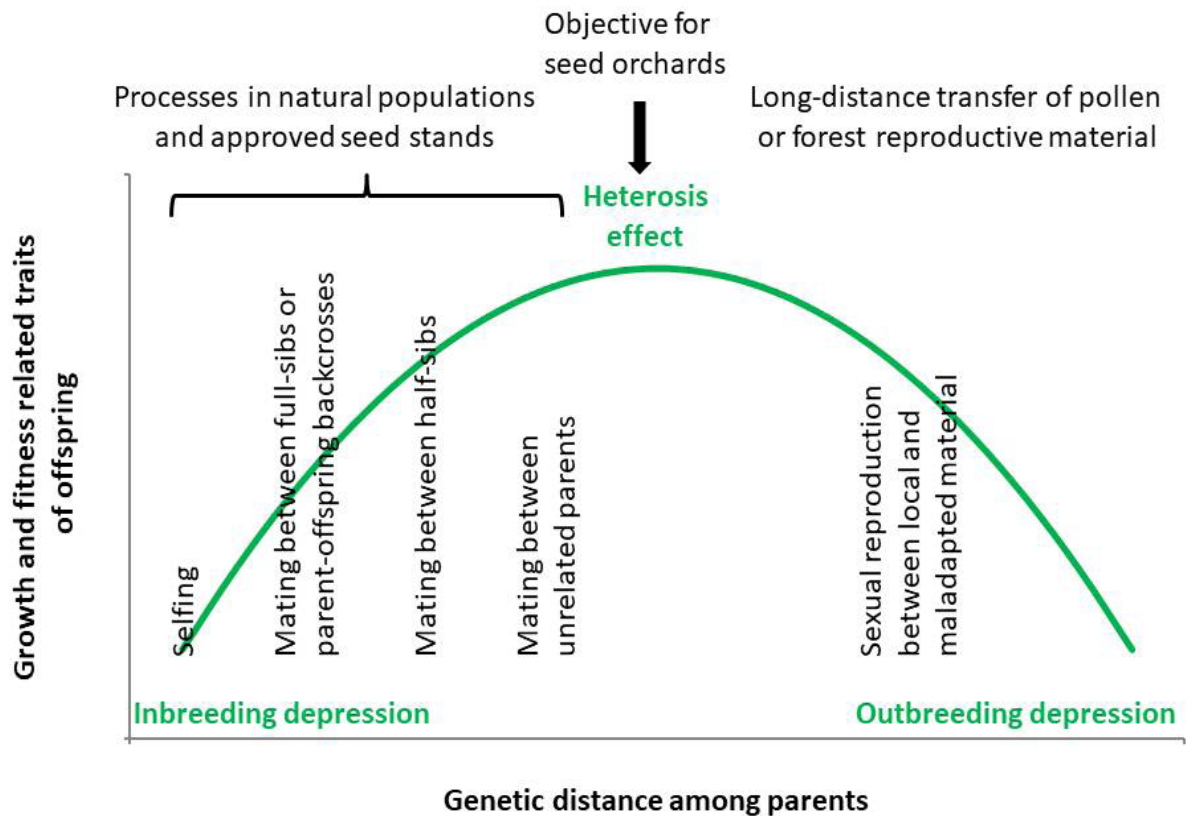 Objective for
seed orchards
Processes in natural populations
and approved seed stands
Long-distance transfer of pollen
or forest reproductive material
Heterosis
effect
Growth and fitness related traits
of offspring
Selfing
Mating between full-sibs or
parent-offspring backcrosses
Mating between half-sibs
Mating between
unrelated parents
Sexual reproduction
between local and
maladapted material
Inbreeding depression
Outbreeding depression
Genetic distance among parents